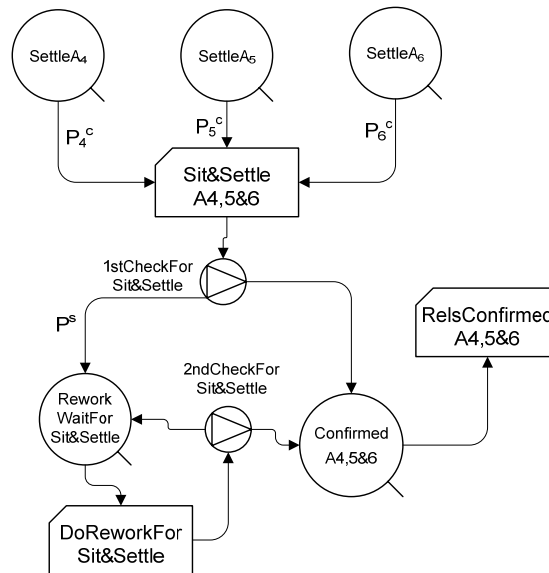 SettleA₄
SettleA₅
SettleA₆
P₄ᶜ
P₅ᶜ
P₆ᶜ
Sit&Settle
A4,5&6
1stCheckFor
Sit&Settle
Pˢ
RelsConfirmed
A4,5&6
2ndCheckFor
Sit&Settle
Rework
WaitFor
Sit&Settle
Confirmed
A4,5&6
DoReworkFor
Sit&Settle